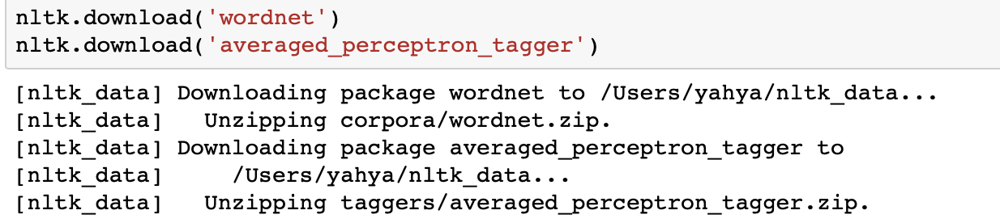 nltk.download('wordnet')
nltk.download('averaged_perceptron_tagger')
[nltk_data] Downloading package wordnet to /Users/yahya/nltk_data...
[nltk_data]   Unzipping corpora/wordnet.zip.
[nltk_data] Downloading package averaged_perceptron_tagger to
[nltk_data]     /Users/yahya/nltk_data...
[nltk_data]   Unzipping taggers/averaged_perceptron_tagger.zip.